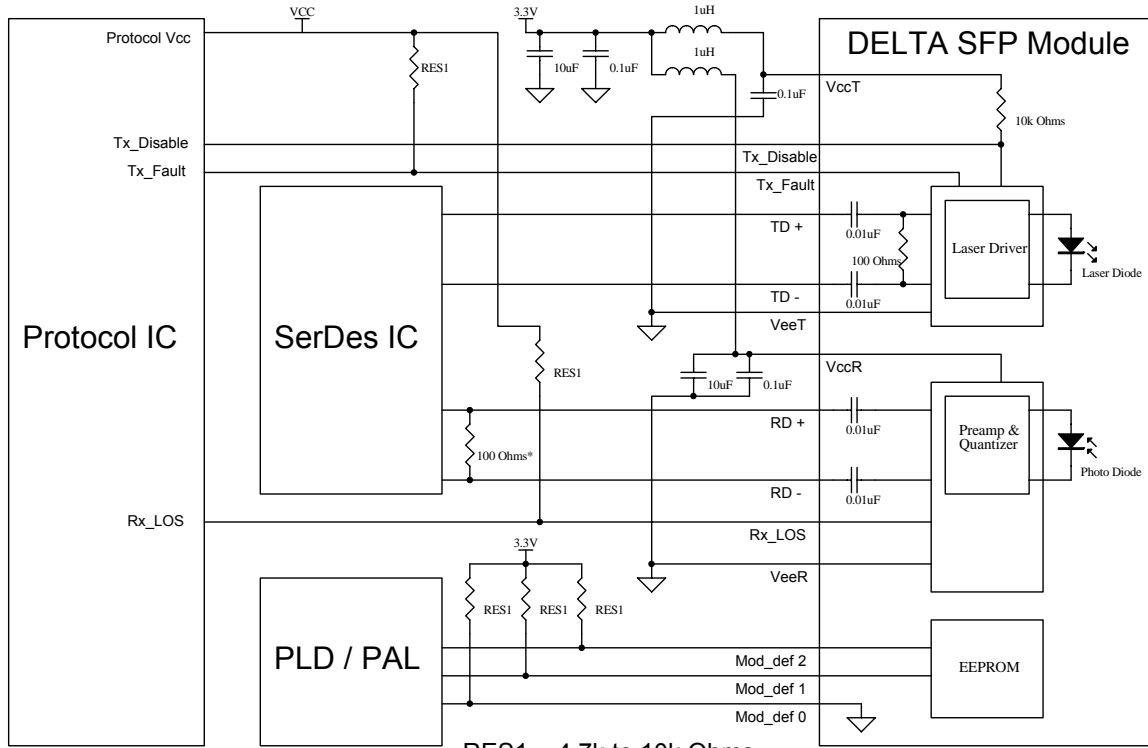 VCC
3.3V
1uH
1uH
DELTA SFP Module
Protocol Vcc
RES1
10uF
0.1uF
0.1uF
VccT
10k Ohms
Tx_Disable
Tx_Fault
Tx_Disable
Tx_Fault
TD +
0.01uF
100 Ohms
Laser Driver
Laser Diode
TD -
0.01uF
VeeT
Protocol IC
SerDes IC
RES1
10uF
0.1uF
VccR
RD +
0.01uF
Preamp &
Quantizer
100 Ohms*
Photo Diode
RD -
0.01uF
Rx_LOS
Rx_LOS
3.3V
VeeR
RES1
RES1
RES1
PLD / PAL
Mod_def 2
EEPROM
Mod_def 1
Mod_def 0